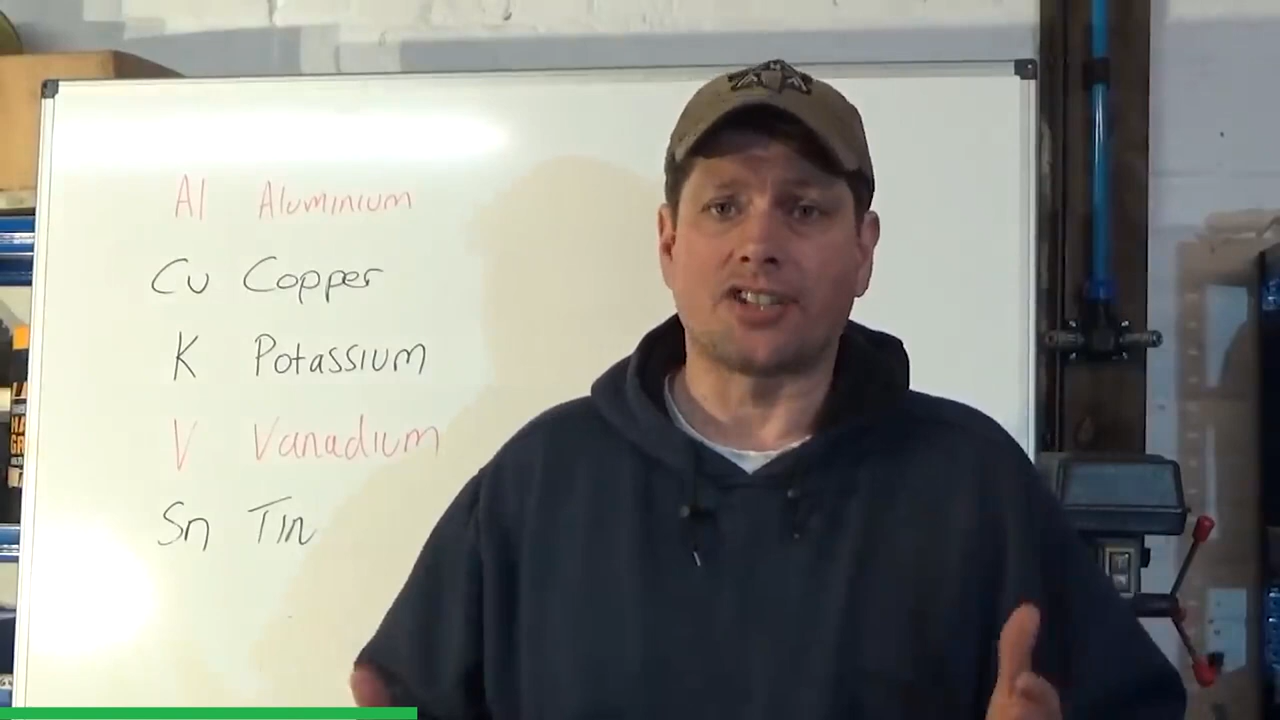 Al Aluminium
Cu Copper
K Potassium
V Vanadium
Sn Tin